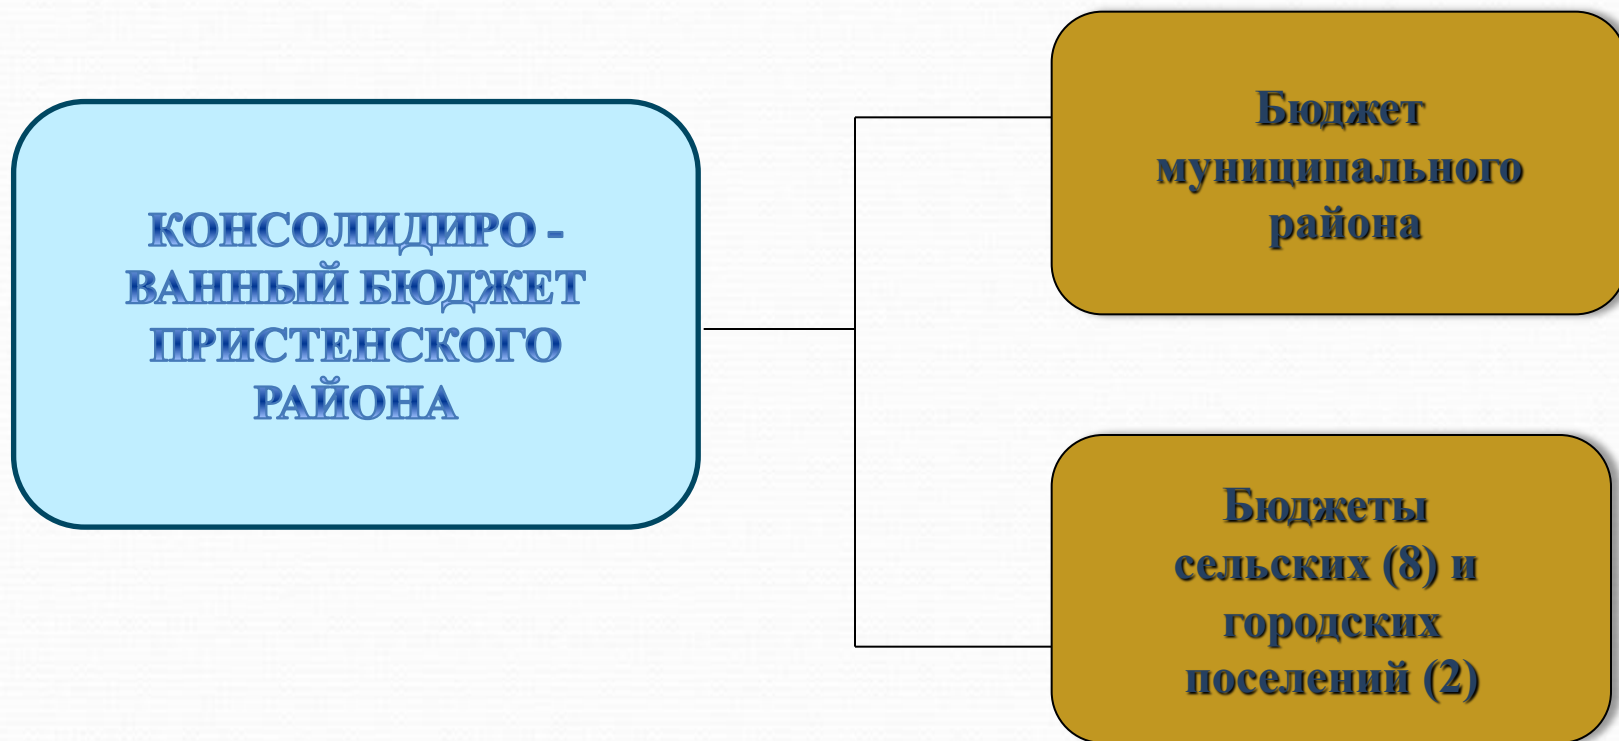 КОНСОЛИДИРО -
ВАННЫЙ БЮДЖЕТ
ПРИСТЕНСКОГО
РАЙОНА
Бюджет
муниципального
района
Бюджеты
сельских (8) и
городских
поселений (2)